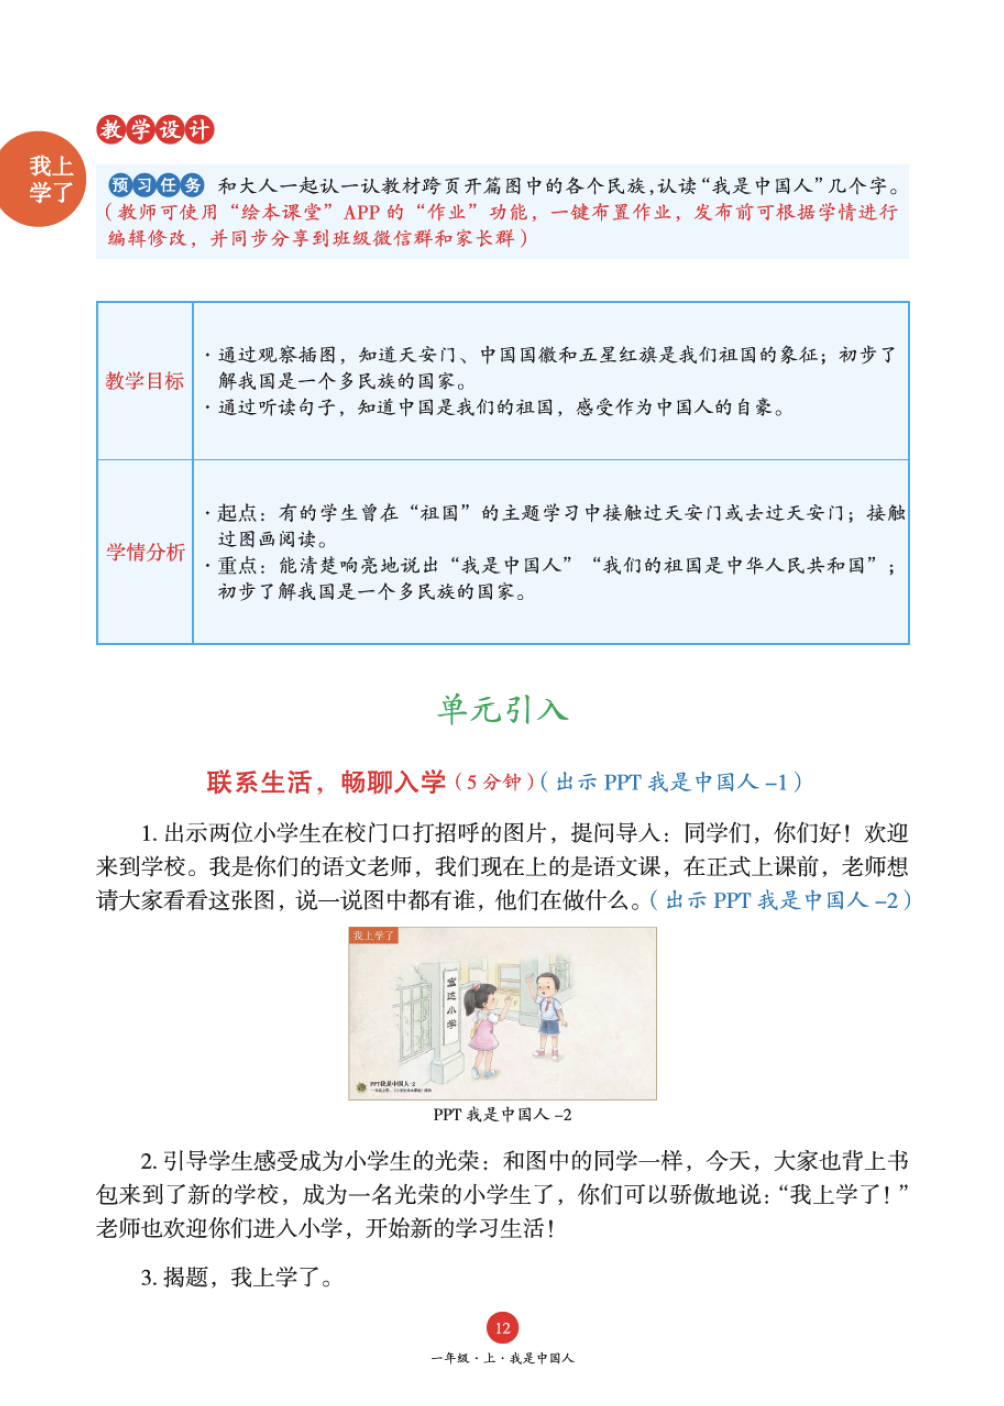 教学设计
我上
学了
预习任务 和大人一起认一认教材跨页开篇图中的各个民族,认读“我是中国人”几个字。
（教师可使用“绘本课堂”APP 的“作业”功能，一键布置作业，发布前可根据学情进行
编辑修改，并同步分享到班级微信群和家长群）
教学目标
·通过观察插图，知道天安门、中国国徽和五星红旗是我们祖国的象征；初步了
解我国是一个多民族的国家。
·通过听读句子，知道中国是我们的祖国，感受作为中国人的自豪。
学情分析
·起点：有的学生曾在“祖国”的主题学习中接触过天安门或去过天安门；接触
过图画阅读。
·重点：能清楚响亮地说出“我是中国人”“我们的祖国是中华人民共和国”；
初步了解我国是一个多民族的国家。
单元引入
联系生活，畅聊入学（5 分钟）（出示 PPT 我是中国人 –1）
1. 出示两位小学生在校门口打招呼的图片，提问导入：同学们，你们好！欢迎
来到学校。我是你们的语文老师，我们现在上的是语文课，在正式上课前，老师想
请大家看看这张图，说一说图中都有谁，他们在做什么。（出示 PPT 我是中国人 –2）
我上学了
小学
PPT我是中国人-2
PPT 我是中国人 –2
2. 引导学生感受成为小学生的光荣：和图中的同学一样，今天，大家也背上书
包来到了新的学校，成为一名光荣的小学生了，你们可以骄傲地说：“我上学了！”
老师也欢迎你们进入小学，开始新的学习生活！
3. 揭题，我上学了。
12
一年级·上·我是中国人